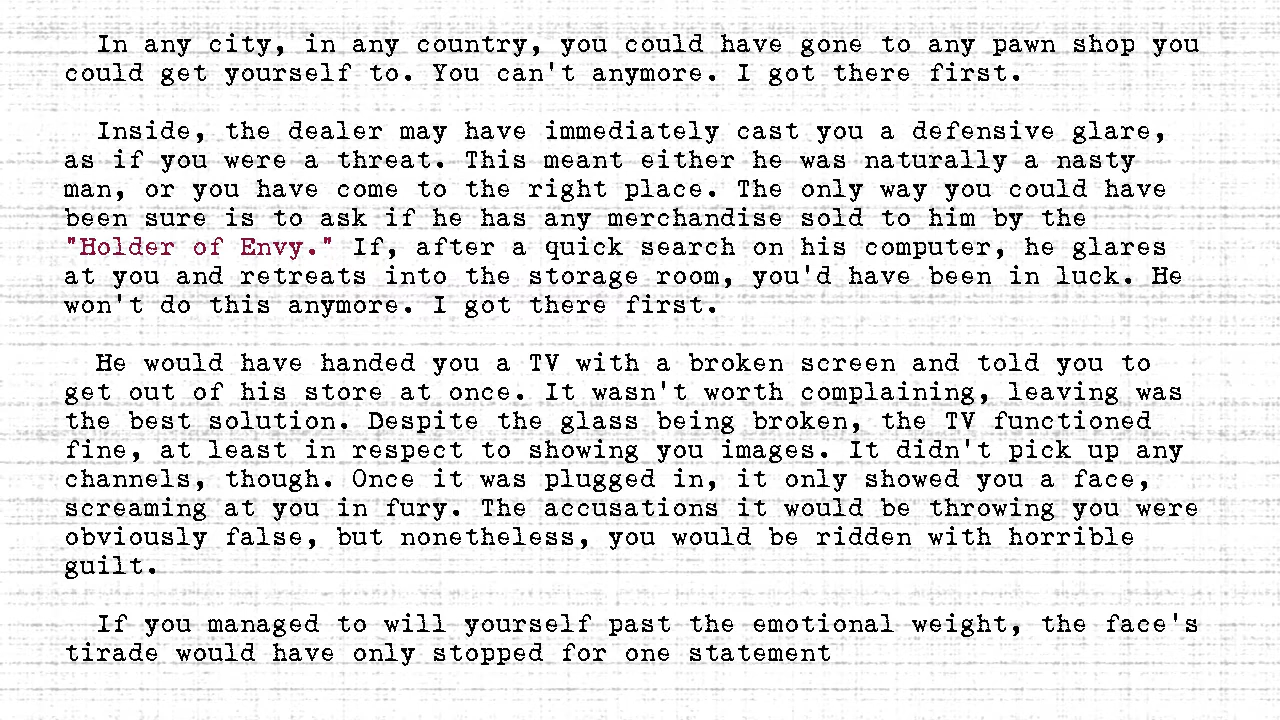 In any city, in any country, you could have gone to any pawn shop you
could get yourself to. You can't anymore. I got there first.
Inside, the dealer may have immediately cast you a defensive glare,
as if you were a threat. This meant either he was naturally a nasty
man, or you have come to the right place. The only way you could have
been sure is to ask if he has any merchandise sold to him by the
"Holder of Envy." If, after a quick search on his computer, he glares
at you and retreats into the storage room, you'd have been in luck. He
won't do this anymore. I got there first.
He would have handed you a TV with a broken screen and told you to
get out of his store at once. It wasn't worth complaining, leaving was
the best solution. Despite the glass being broken, the TV functioned
fine, at least in respect to showing you images. It didn't pick up any
channels, though. Once it was plugged in, it only showed you a face,
screaming at you in fury. The accusations it would be throwing you were
obviously false, but nonetheless, you would be ridden with horrible
guilt.
If you managed to will yourself past the emotional weight, the face's
tirade would have only stopped for one statement